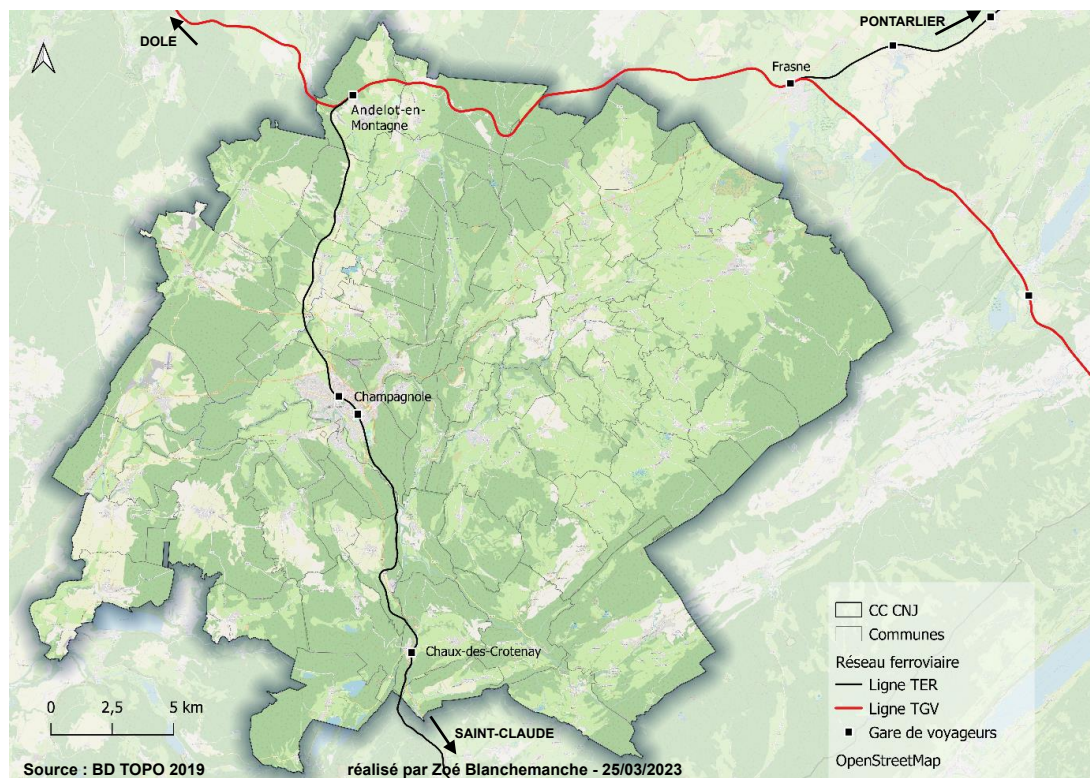 PONTARLIER
DOLE
Frasne
Andelot-en-
Montagne
Champagnole
Chaux-des-Crotenay
SAINT-CLAUDE
CC CNJ
Communes
Réseau ferroviaire
Ligne TER
Ligne TGV
Gare de voyageurs
OpenStreetMap
0 2,5 5 km
Source : BD TOPO 2019 réalisé par Zoé Blanchemanche - 25/03/2023